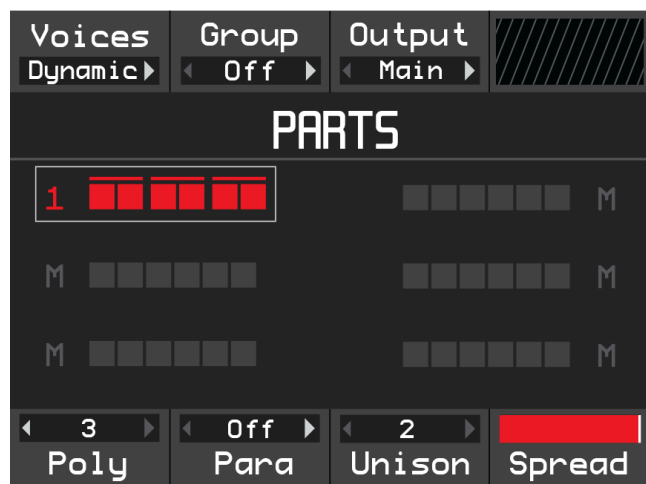 Voices Group Output
Dynamic Off Main
PARTS
1 M
M M
M M
3 Off 2
Poly Para Unison Spread